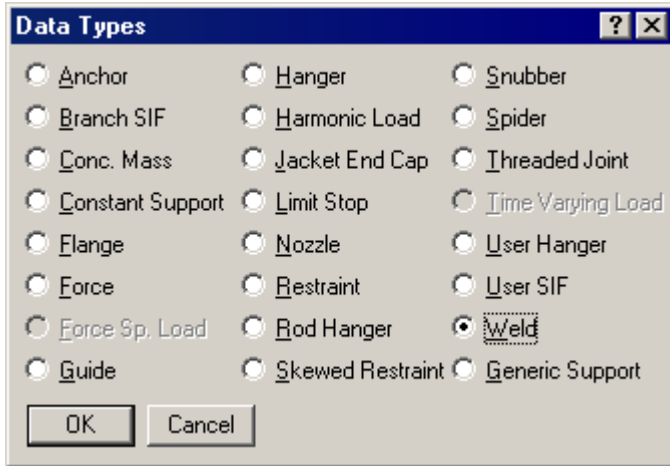 Data Types
Anchor Hanger Snubber
Branch SIF Harmonic Load Spider
Conc. Mass Jacket End Cap Threaded Joint
Constant Support Limit Stop Time Varying Load
Flange Nozzle User Hanger
Force Restraint User SIF
Force Sp. Load Rod Hanger Weld
Guide Skewed Restraint Generic Support
OK Cancel